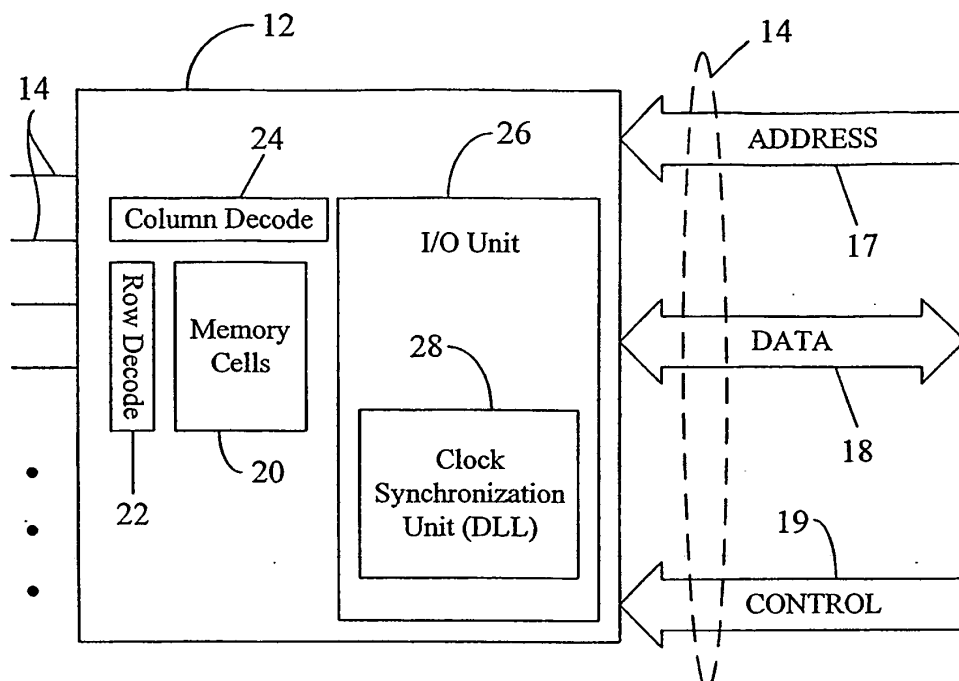 12
14
14
24
26
ADDRESS
17
Column Decode
I/O Unit
Row Decode
Memory
Cells
28
DATA
18
22
20
Clock
Synchronization
Unit (DLL)
19
CONTROL